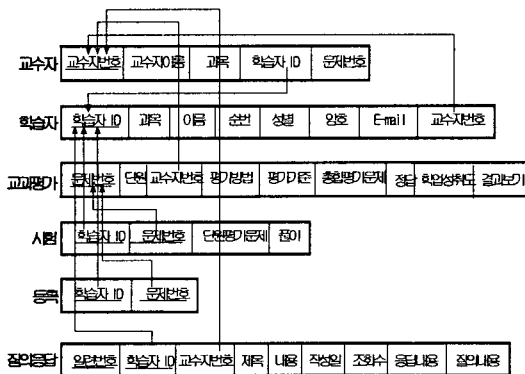 교수자 교수자번호 교수자이름 과목 학습자 ID 문제번호
학습자 학습자 ID 과목 이름 순번 성별 암호 E-mail 교수자번호
교과평가 문제번호 단원 교수자번호 평가방법 평가기준 종합평가문제 정답 학업성취도 결과보기
시험 학습자 ID 문제번호 단원평가문제 풀이
등록 학습자 ID 문제번호
질의응답 일련번호 학습자 ID 교수자번호 제목 내용 작성일 조회수 응답내용 질의내용